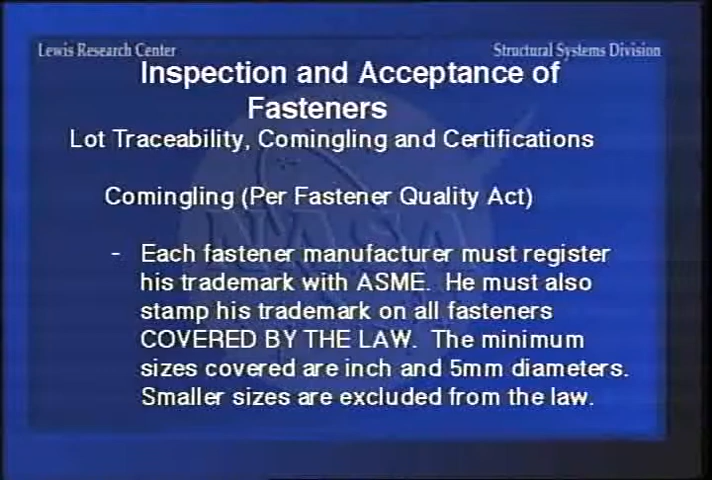 Lewis Research Center
Structural Systems Division
Inspection and Acceptance of
Fasteners
Lot Traceability, Comingling and Certifications
Comingling (Per Fastener Quality Act)
- Each fastener manufacturer must register
his trademark with ASME. He must also
stamp his trademark on all fasteners
COVERED BY THE LAW. The minimum
sizes covered are inch and 5mm diameters.
Smaller sizes are excluded from the law.
NASA